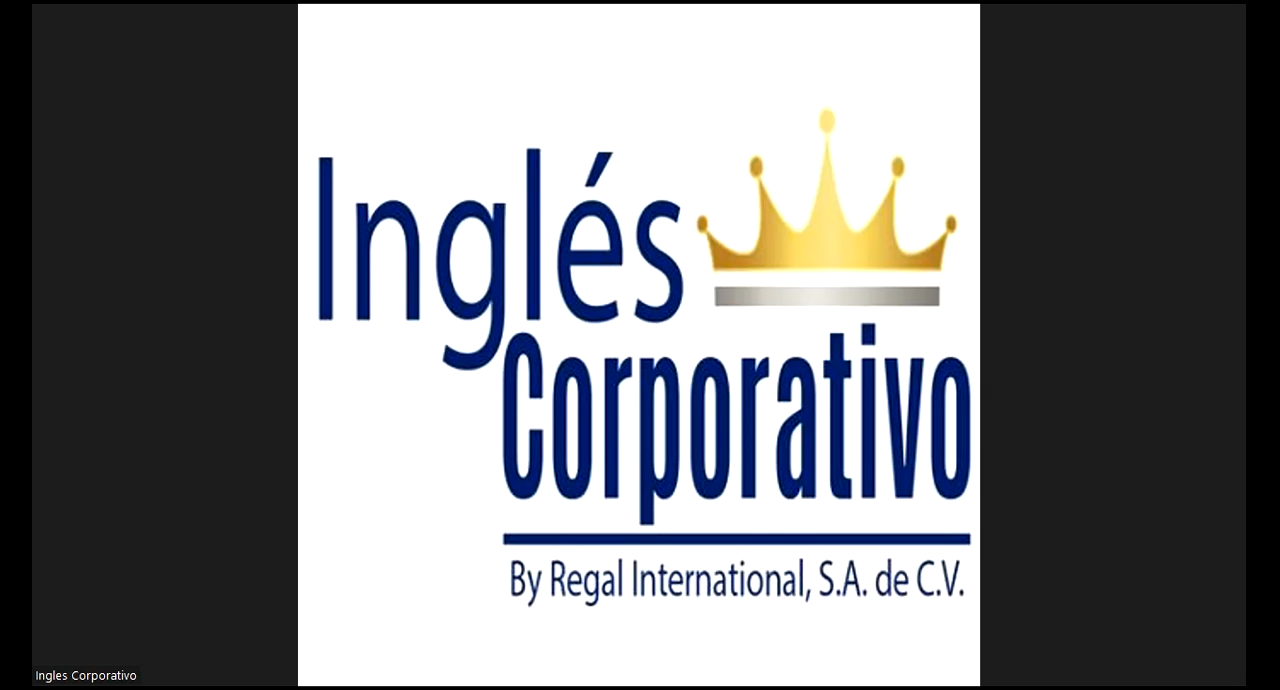 Inglés
Corporativo
By Regal International, S.A. de C.V.
Ingles Corporativo